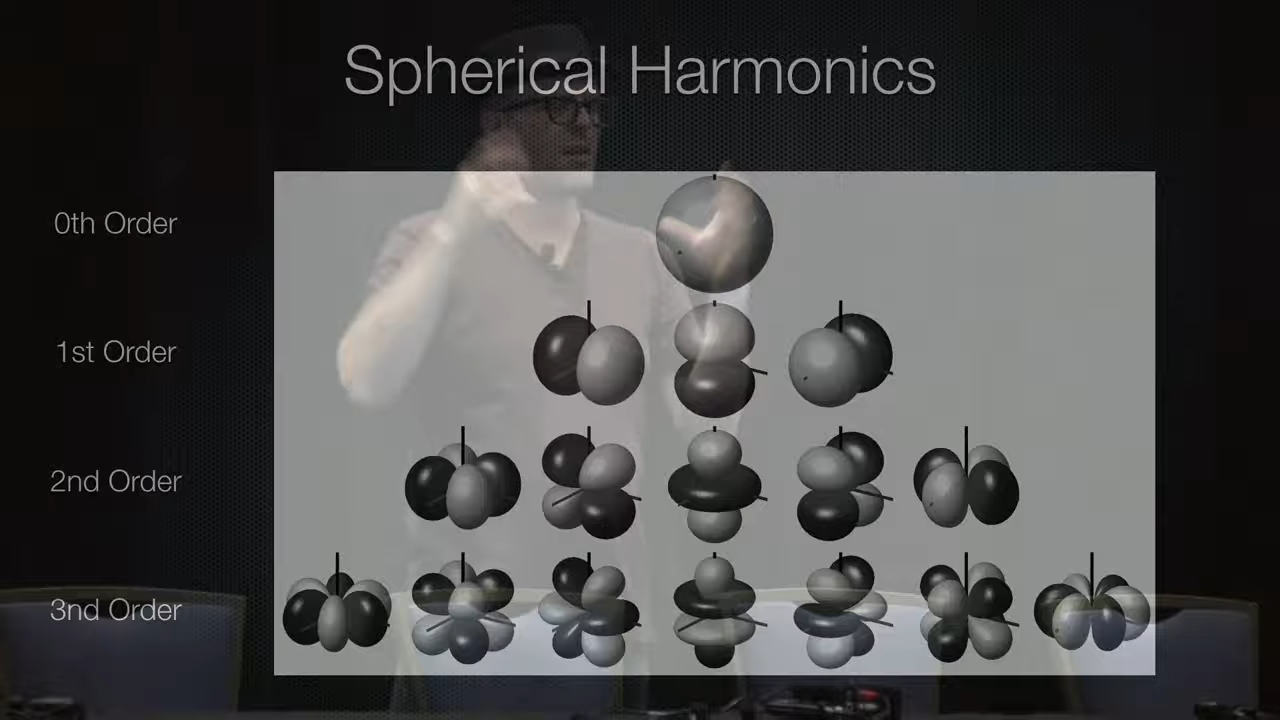 Spherical Harmonics
0th Order
1st Order
2nd Order
3nd Order